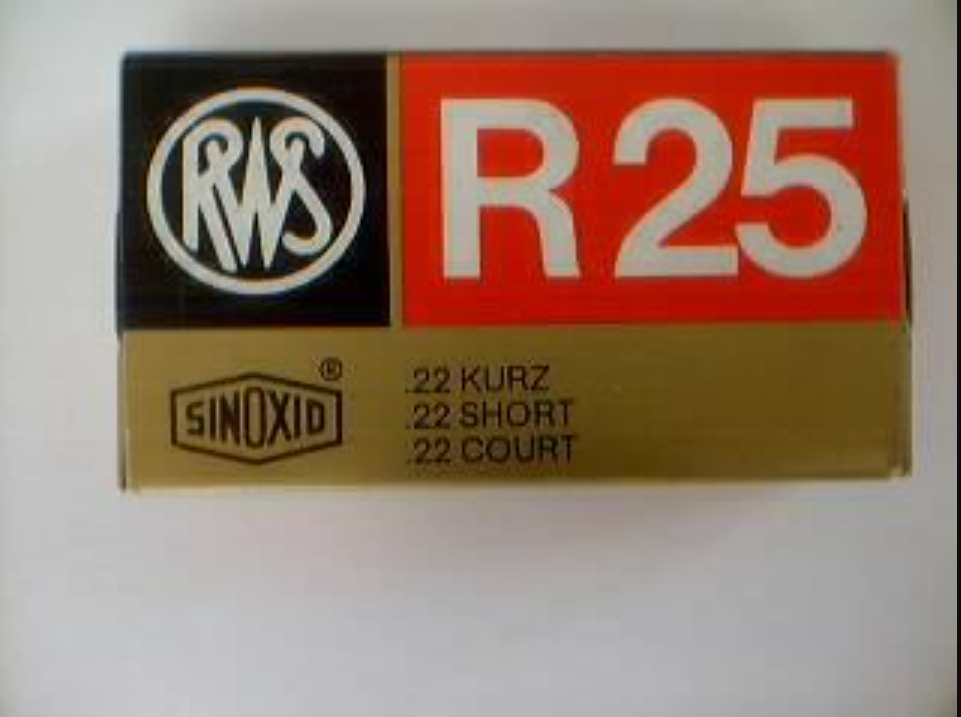 RWS
R25
®
SINOXID
.22 KURZ
.22 SHORT
.22 COURT